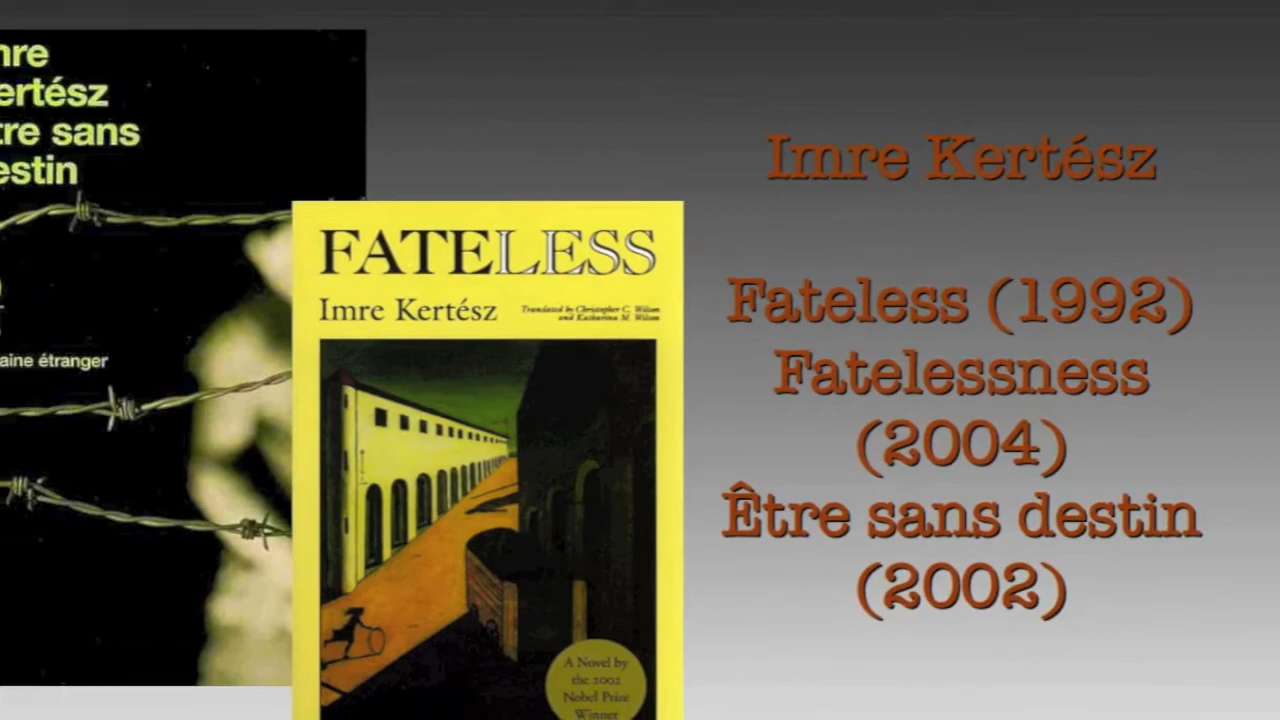 nre
ertész
tre sans
estin
aine étranger
FATELESS
Imre Kertész
Translated by Christopher C. Wilson
and Katharina M. Wilson
A Novel by
the 2002
Nobel Prize
Winner
Imre Kertész
Fateless (1992)
Fatelessness
(2004)
Être sans destin
(2002)